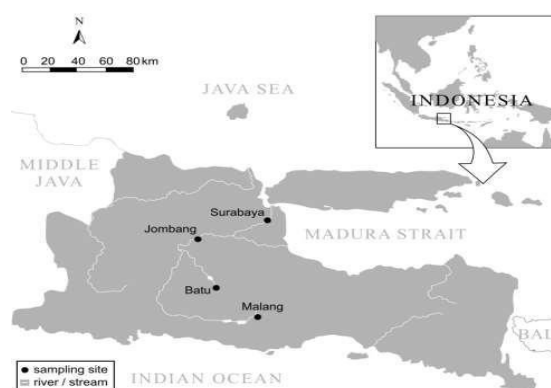 N
0 20 40 60 80 km
JAVA SEA
INDONESIA
MIDDLE
JAVA
Surabaya
Jombang
MADURA STRAIT
Batu
Malang
BAL
sampling site
river / stream
INDIAN OCEAN